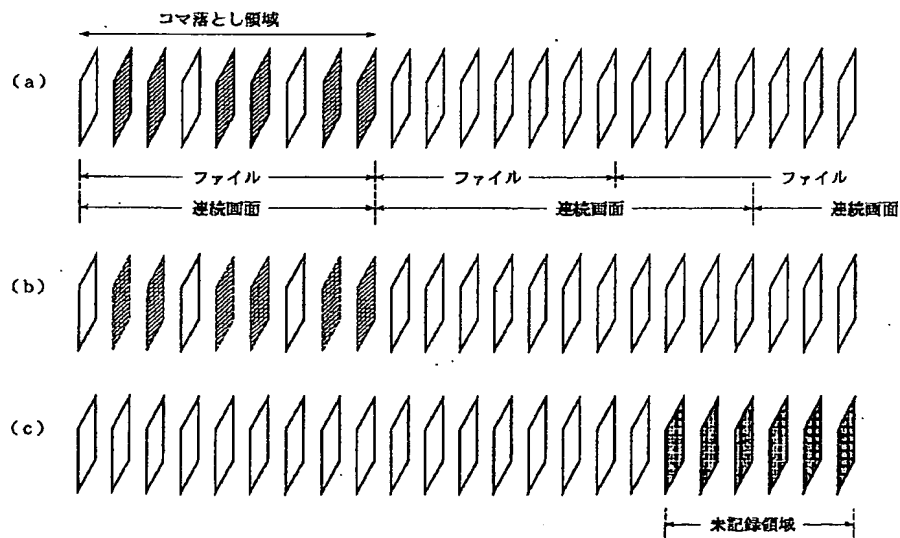 コマ落とし領域
(a)
ファイル ファイル ファイル
連続画面 連続画面 連続画面
(b)
(c)
未記録領域